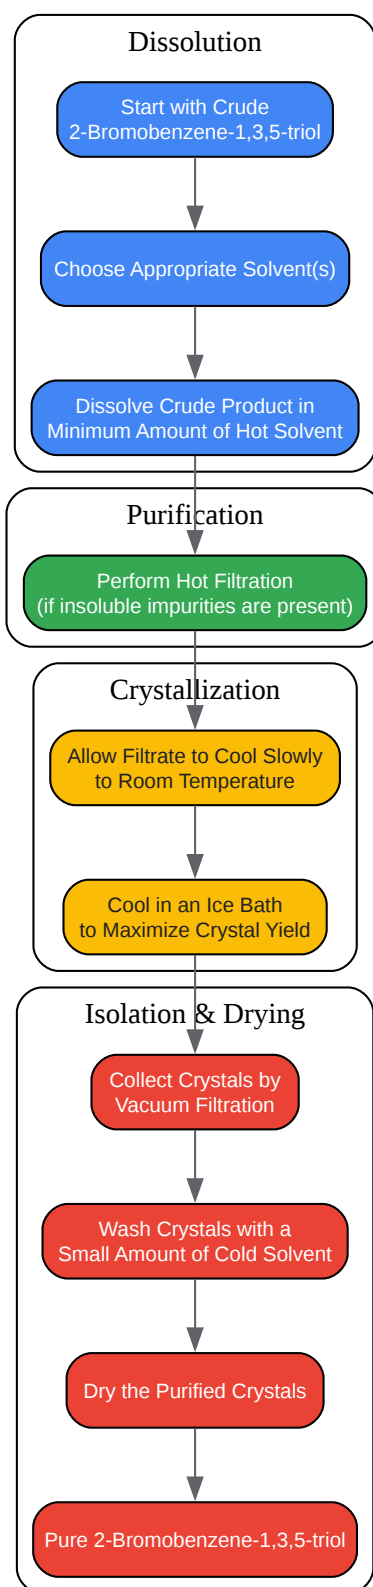 Dissolution
Start with Crude
2-Bromobenzene-1,3,5-triol
Choose Appropriate Solvent(s)
Dissolve Crude Product in
Minimum Amount of Hot Solvent
Purification
Perform Hot Filtration
(if insoluble impurities are present)
Crystallization
Allow Filtrate to Cool Slowly
to Room Temperature
Cool in an Ice Bath
to Maximize Crystal Yield
Isolation & Drying
Collect Crystals by
Vacuum Filtration
Wash Crystals with a
Small Amount of Cold Solvent
Dry the Purified Crystals
Pure 2-Bromobenzene-1,3,5-triol